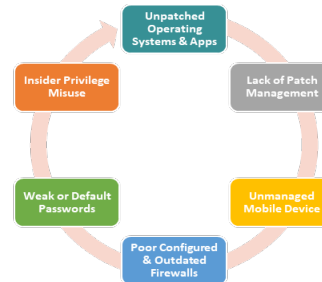 Unpatched
Operating
Systems & Apps
Insider Privilege
Misuse
Lack of Patch
Management
Weak or Default
Passwords
Unmanaged
Mobile Device
Poor Configured
& Outdated
Firewalls